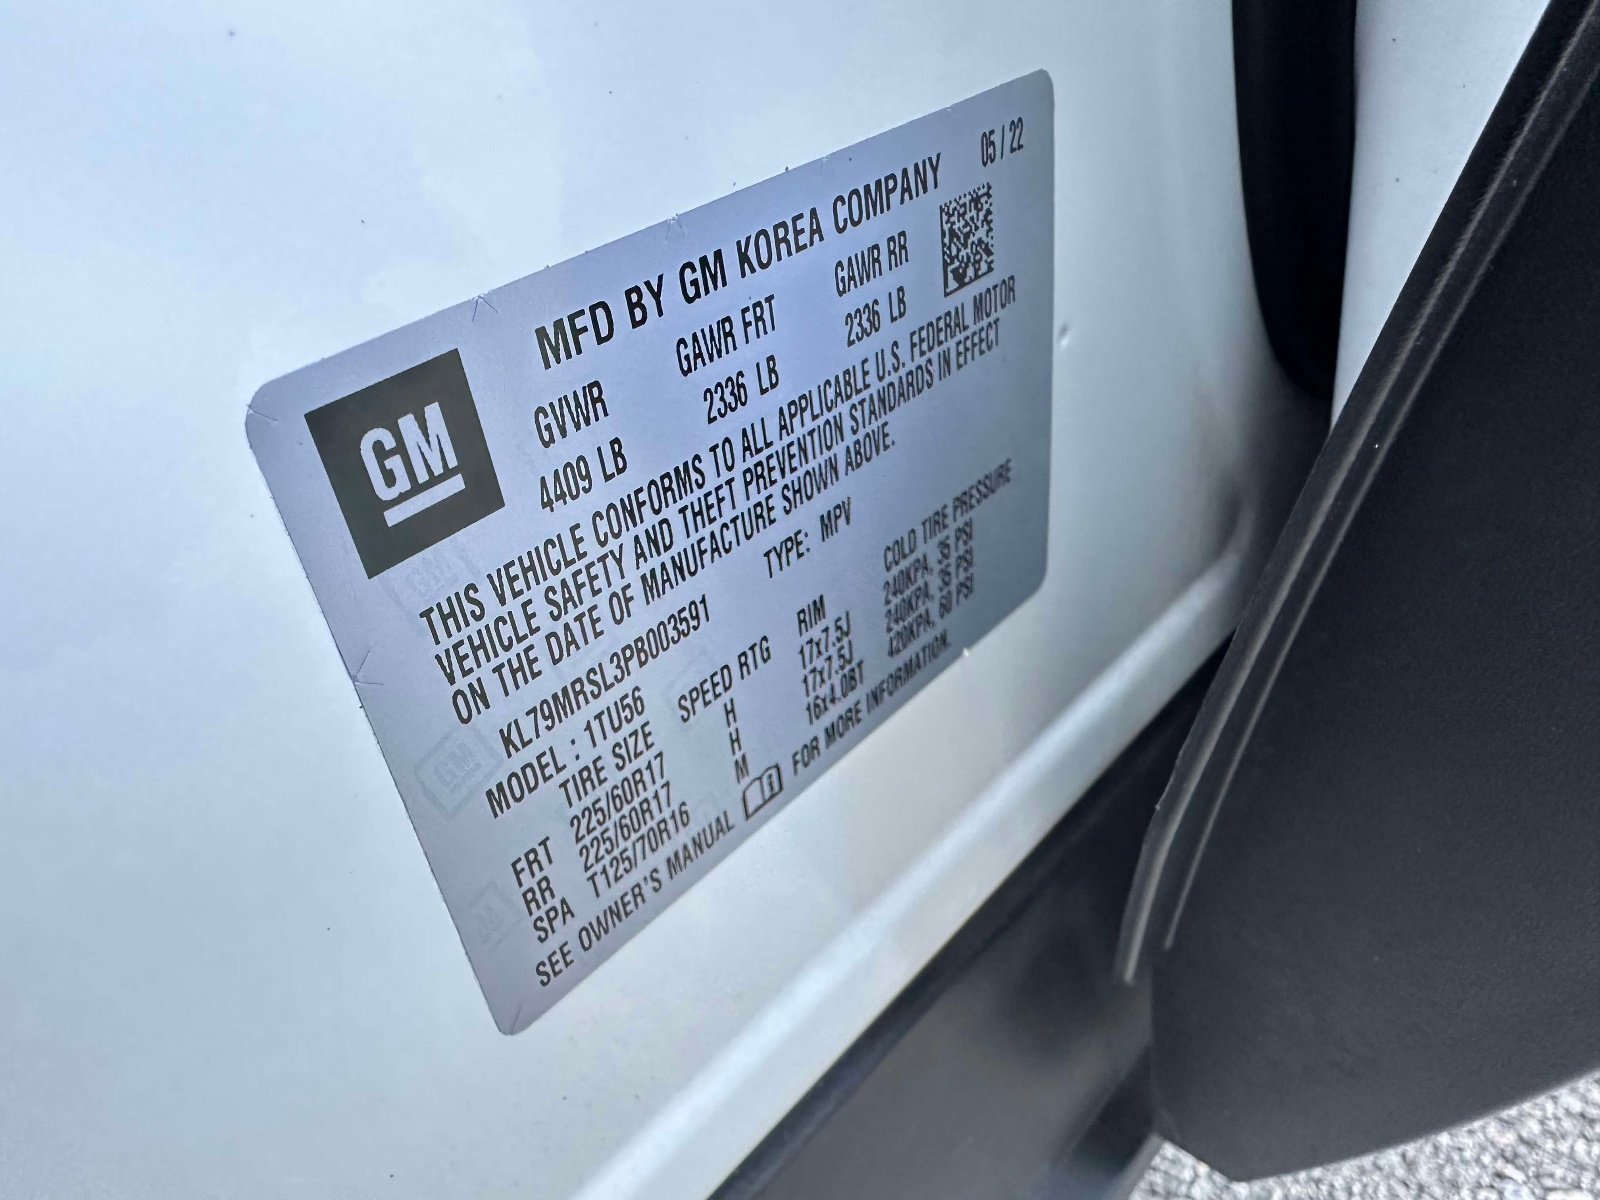 MFD BY GM KOREA COMPANY 05 / 22
GM
GVWR GAWR FRT GAWR RR
4409 LB 2336 LB 2336 LB
THIS VEHICLE CONFORMS TO ALL APPLICABLE U.S. FEDERAL MOTOR
VEHICLE SAFETY AND THEFT PREVENTION STANDARDS IN EFFECT
ON THE DATE OF MANUFACTURE SHOWN ABOVE.
KL79MRSL3PB003591 TYPE: MPV
MODEL : 1TU56
TIRE SIZE SPEED RTG RIM COLD TIRE PRESSURE
FRT 225/60R17 H 17x7.5J 240KPA, 35 PSI
RR 225/60R17 H 17x7.5J 240KPA, 35 PSI
SPA T125/70R16 M 16x4.0BT 420KPA, 60 PSI
SEE OWNER'S MANUAL FOR MORE INFORMATION.